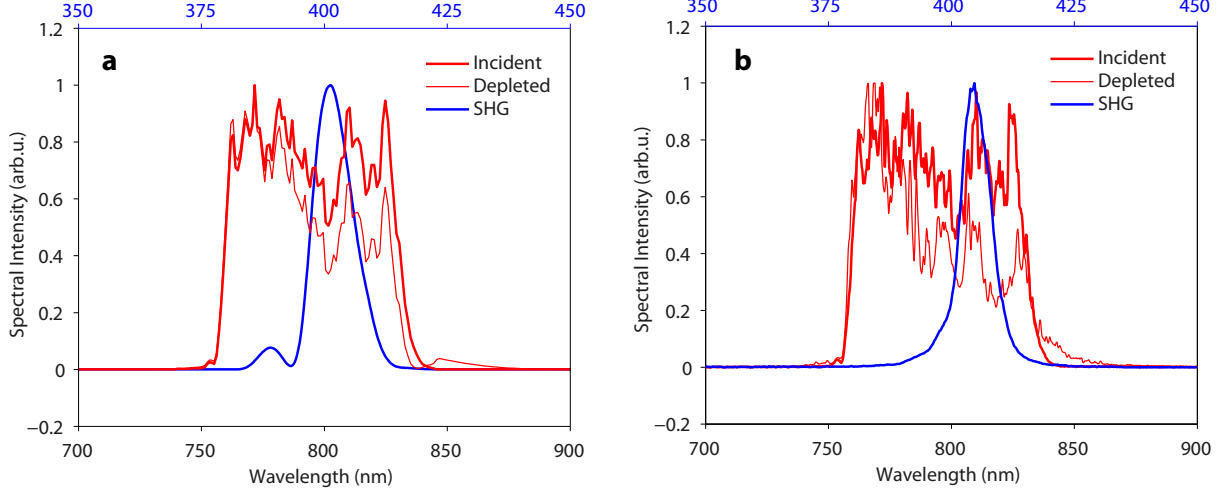 350 375 400 425 450
1.2
a
Incident
Depleted
SHG
1
0.8
0.6
0.4
0.2
0
−0.2
Spectral Intensity (arb.u.)
700 750 800 850 900
Wavelength (nm)
350 375 400 425 450
1.2
b
Incident
Depleted
SHG
1
0.8
0.6
0.4
0.2
0
−0.2
Spectral Intensity (arb.u.)
700 750 800 850 900
Wavelength (nm)